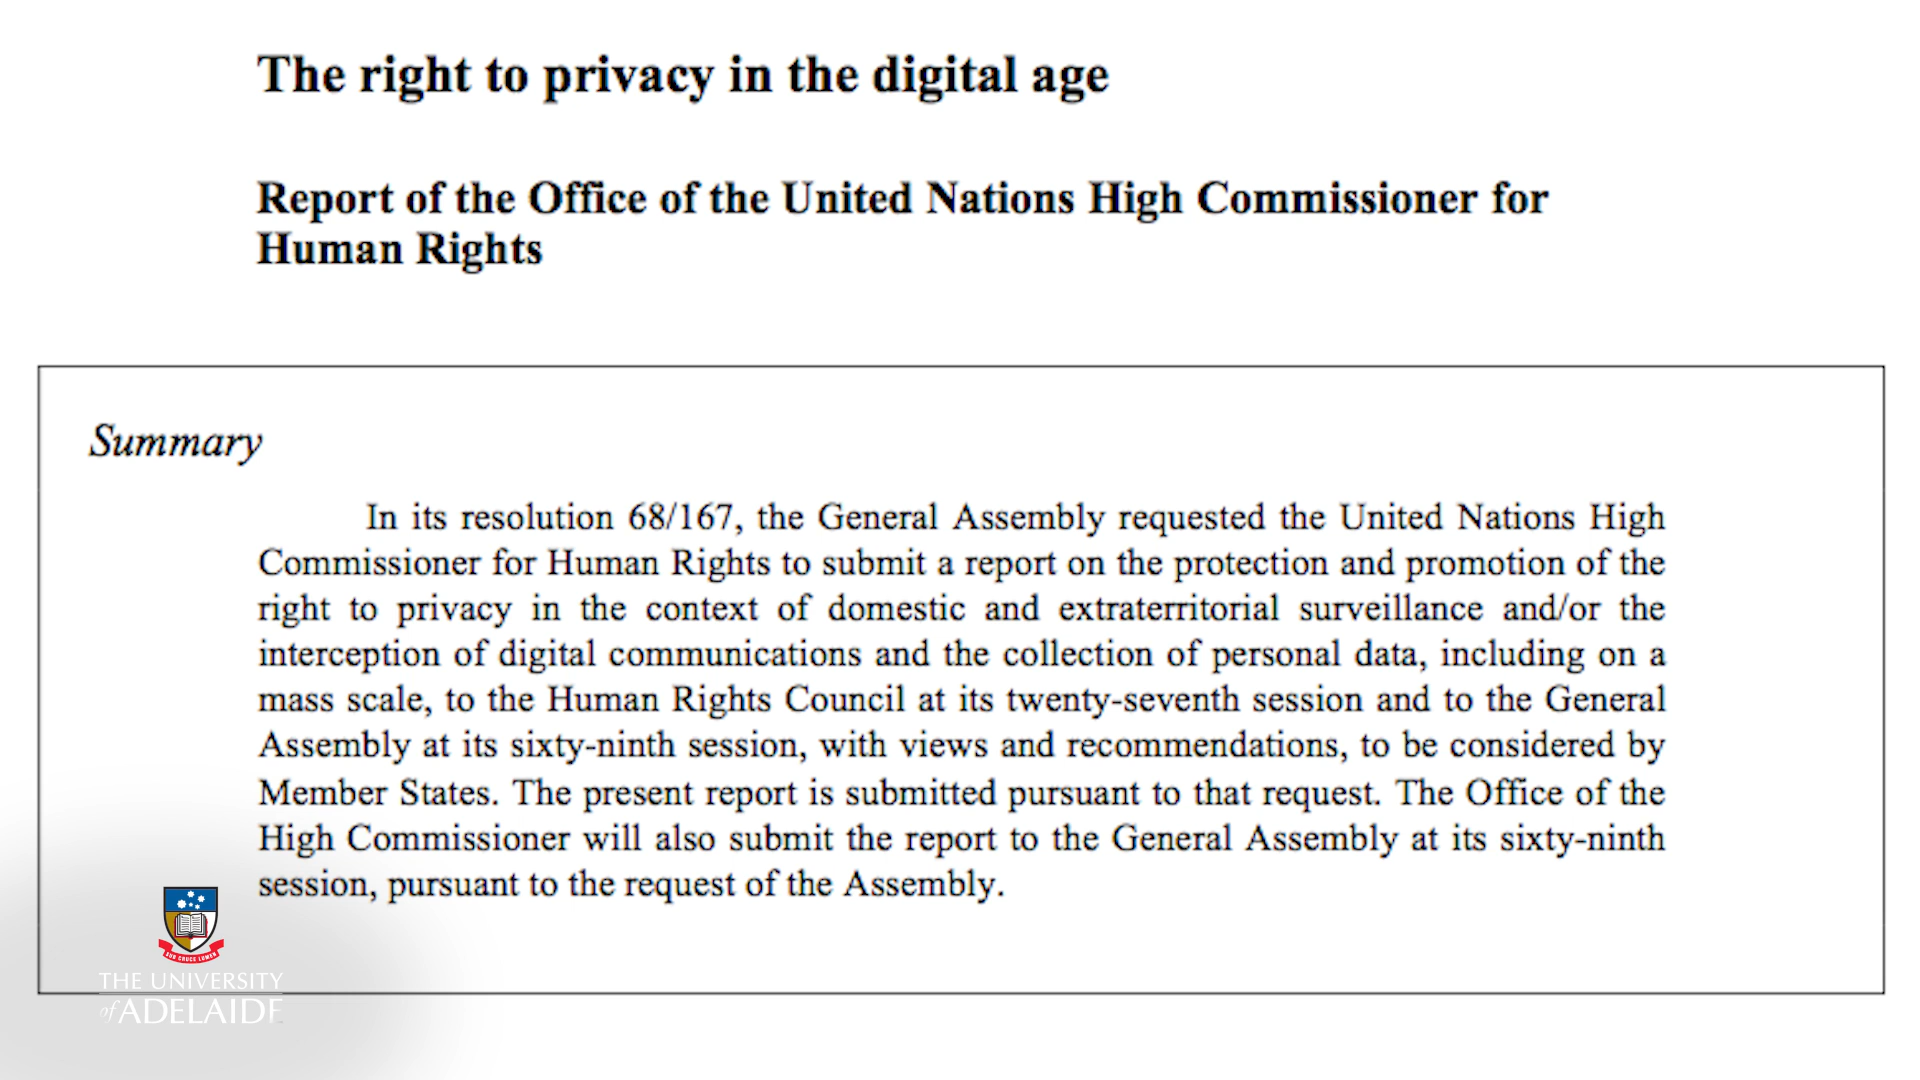 The right to privacy in the digital age
Report of the Office of the United Nations High Commissioner for
Human Rights
Summary
In its resolution 68/167, the General Assembly requested the United Nations High
Commissioner for Human Rights to submit a report on the protection and promotion of the
right to privacy in the context of domestic and extraterritorial surveillance and/or the
interception of digital communications and the collection of personal data, including on a
mass scale, to the Human Rights Council at its twenty-seventh session and to the General
Assembly at its sixty-ninth session, with views and recommendations, to be considered by
Member States. The present report is submitted pursuant to that request. The Office of the
High Commissioner will also submit the report to the General Assembly at its sixty-ninth
session, pursuant to the request of the Assembly.
SUB CRUCE LUMEN
THE UNIVERSITY
of ADELAIDE